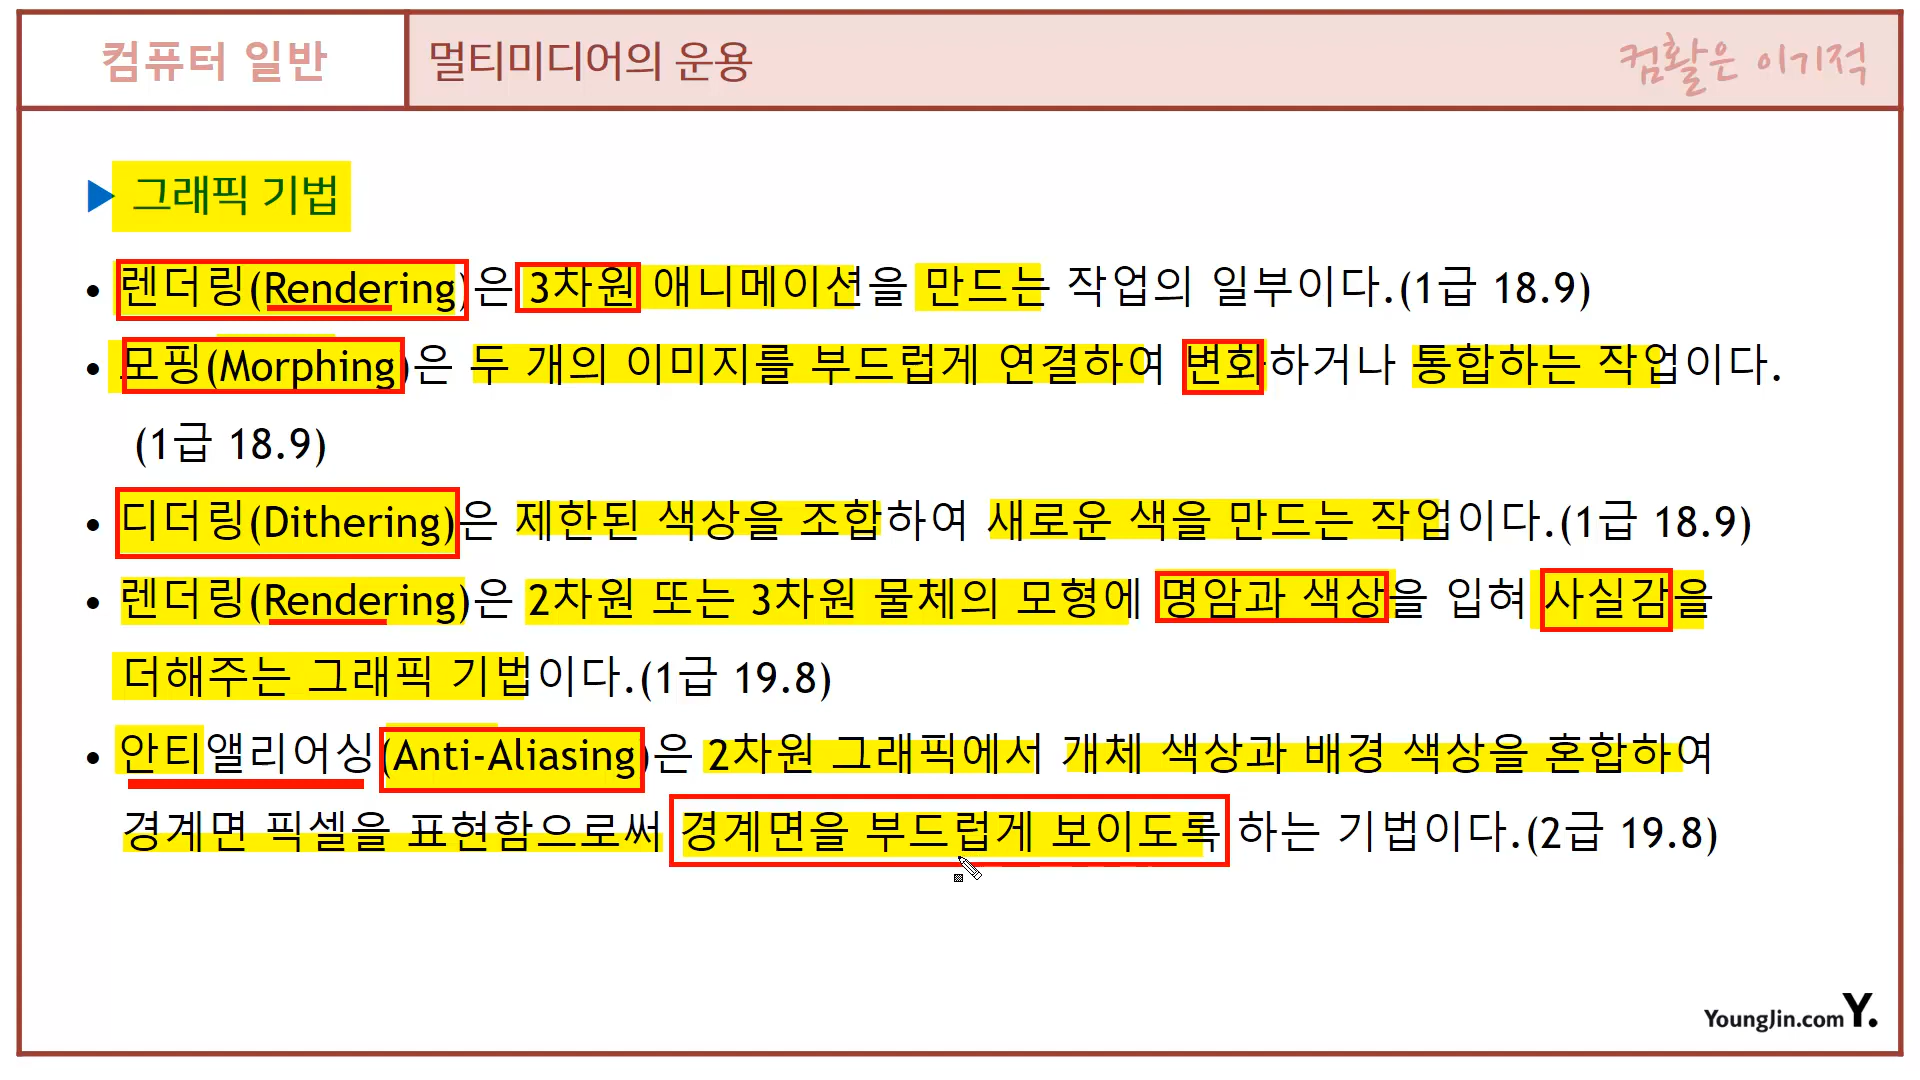 컴퓨터 일반
멀티미디어의 운용
컴활은 이기적
▶ 그래픽 기법
• 렌더링(Rendering)은 3차원 애니메이션을 만드는 작업의 일부이다.(1급 18.9)
• 모핑(Morphing)은 두 개의 이미지를 부드럽게 연결하여 변화하거나 통합하는 작업이다.
(1급 18.9)
• 디더링(Dithering)은 제한된 색상을 조합하여 새로운 색을 만드는 작업이다.(1급 18.9)
• 렌더링(Rendering)은 2차원 또는 3차원 물체의 모형에 명암과 색상을 입혀 사실감을
더해주는 그래픽 기법이다.(1급 19.8)
• 안티앨리어싱(Anti-Aliasing)은 2차원 그래픽에서 개체 색상과 배경 색상을 혼합하여
경계면 픽셀을 표현함으로써 경계면을 부드럽게 보이도록 하는 기법이다.(2급 19.8)
YoungJin.com Y.